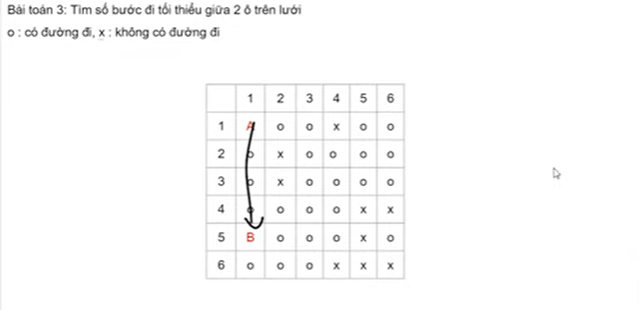 Bài toán 3: Tìm số bước đi tối thiểu giữa 2 ô trên lưới
o : có đường đi, x : không có đường đi
1 2 3 4 5 6
1 A o o x o o
2 o x o o o o
3 o x o o o o
4 o o o o x x
5 B o o o x o
6 o o o x x x